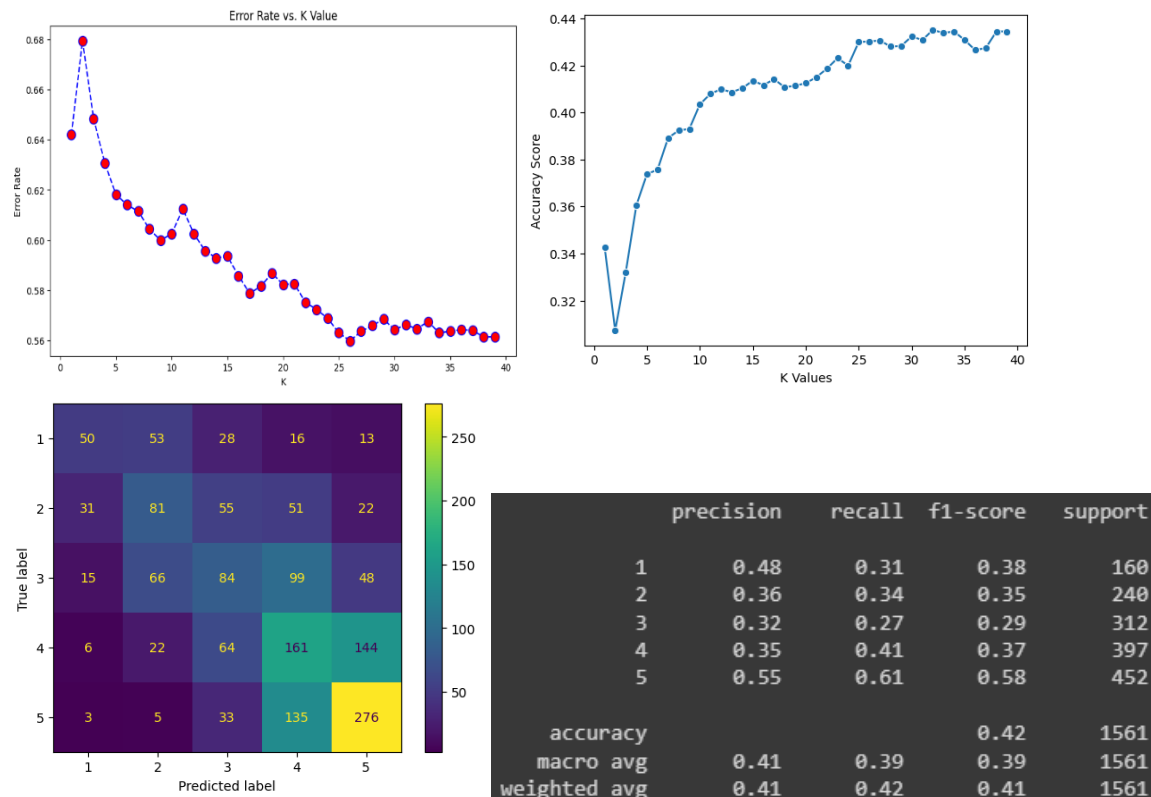 Error Rate vs. K Value
0.68
0.66
0.64
0.62
0.60
0.58
0.56
Error Rate
0 5 10 15 20 25 30 35 40
K
0.44
0.42
0.40
0.38
0.36
0.34
0.32
Accuracy Score
0 5 10 15 20 25 30 35 40
K Values
True label
1 50 53 28 16 13
2 31 81 55 51 22
3 15 66 84 99 48
4 6 22 64 161 144
5 3 5 33 135 276
1 2 3 4 5
Predicted label
250
200
150
100
50
precision recall f1-score support
1 0.48 0.31 0.38 160
2 0.36 0.34 0.35 240
3 0.32 0.27 0.29 312
4 0.35 0.41 0.37 397
5 0.55 0.61 0.58 452
accuracy 0.42 1561
macro avg 0.41 0.39 0.39 1561
weighted avg 0.41 0.42 0.41 1561